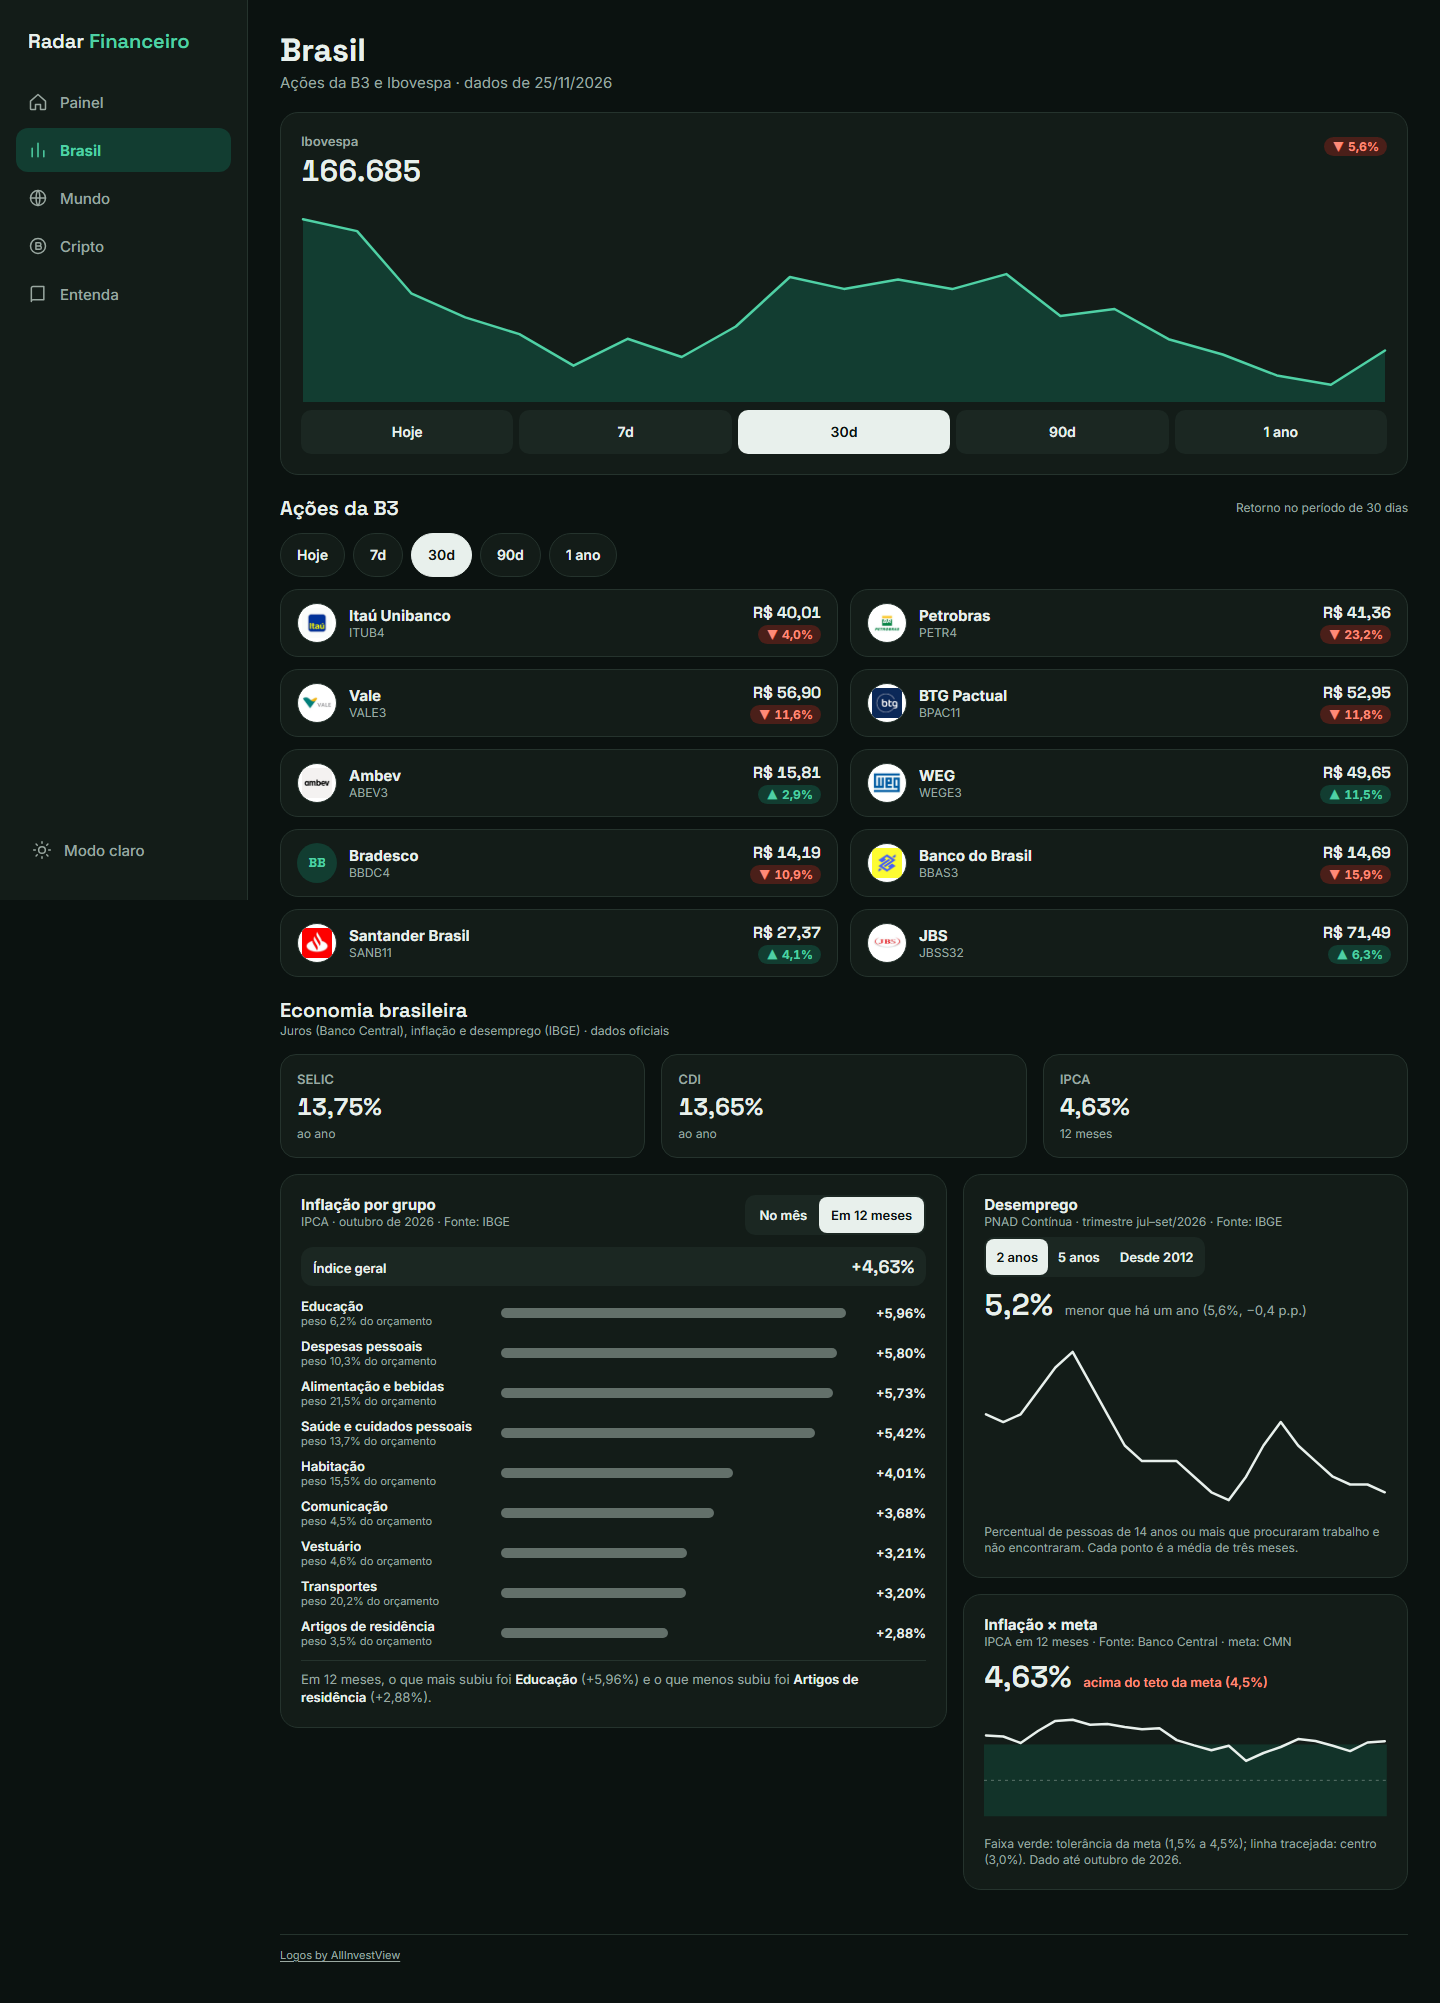 Radar Financeiro
Painel
Brasil
Mundo
Cripto
Entenda
Modo claro
Brasil
Ações da B3 e Ibovespa · dados de 25/11/2026
Ibovespa
166.685
▼ 5,6%
Hoje
7d
30d
90d
1 ano
Ações da B3
Retorno no período de 30 dias
Hoje
7d
30d
90d
1 ano
Itaú
Itaú Unibanco
ITUB4
R$ 40,01
▼ 4,0%
PETROBRAS
Petrobras
PETR4
R$ 41,36
▼ 23,2%
VALE
Vale
VALE3
R$ 56,90
▼ 11,6%
btg
BTG Pactual
BPAC11
R$ 52,95
▼ 11,8%
ambev
Ambev
ABEV3
R$ 15,81
▲ 2,9%
WEG
WEG
WEGE3
R$ 49,65
▲ 11,5%
BB
Bradesco
BBDC4
R$ 14,19
▼ 10,9%
Banco do Brasil
BBAS3
R$ 14,69
▼ 15,9%
Santander Brasil
SANB11
R$ 27,37
▲ 4,1%
JBS
JBS
JBSS32
R$ 71,49
▲ 6,3%
Economia brasileira
Juros (Banco Central), inflação e desemprego (IBGE) · dados oficiais
SELIC
13,75%
ao ano
CDI
13,65%
ao ano
IPCA
4,63%
12 meses
Inflação por grupo
IPCA · outubro de 2026 · Fonte: IBGE
No mês
Em 12 meses
Índice geral
+4,63%
Educação
peso 6,2% do orçamento
+5,96%
Despesas pessoais
peso 10,3% do orçamento
+5,80%
Alimentação e bebidas
peso 21,5% do orçamento
+5,73%
Saúde e cuidados pessoais
peso 13,7% do orçamento
+5,42%
Habitação
peso 15,5% do orçamento
+4,01%
Comunicação
peso 4,5% do orçamento
+3,68%
Vestuário
peso 4,6% do orçamento
+3,21%
Transportes
peso 20,2% do orçamento
+3,20%
Artigos de residência
peso 3,5% do orçamento
+2,88%
Em 12 meses, o que mais subiu foi Educação (+5,96%) e o que menos subiu foi Artigos de
residência (+2,88%).
Desemprego
PNAD Contínua · trimestre jul–set/2026 · Fonte: IBGE
2 anos
5 anos
Desde 2012
5,2% menor que há um ano (5,6%, −0,4 p.p.)
Percentual de pessoas de 14 anos ou mais que procuraram trabalho e
não encontraram. Cada ponto é a média de três meses.
Inflação × meta
IPCA em 12 meses · Fonte: Banco Central · meta: CMN
4,63% acima do teto da meta (4,5%)
Faixa verde: tolerância da meta (1,5% a 4,5%); linha tracejada: centro
(3,0%). Dado até outubro de 2026.
Logos by AllInvestView